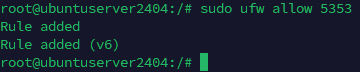 root@ubuntuserver2404:/# sudo ufw allow 5353
Rule added
Rule added (v6)
root@ubuntuserver2404:/#